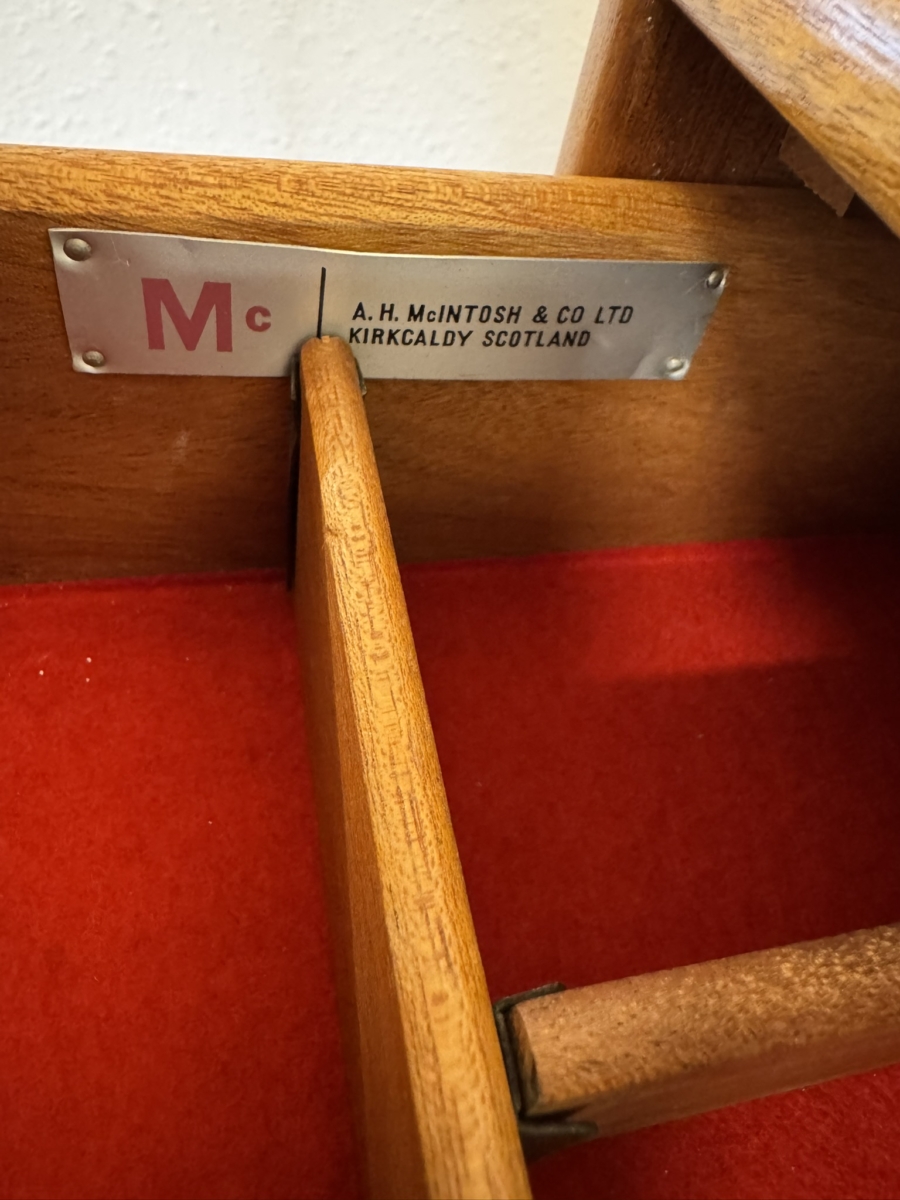 Mc
A. H. McINTOSH & CO LTD
KIRKCALDY SCOTLAND